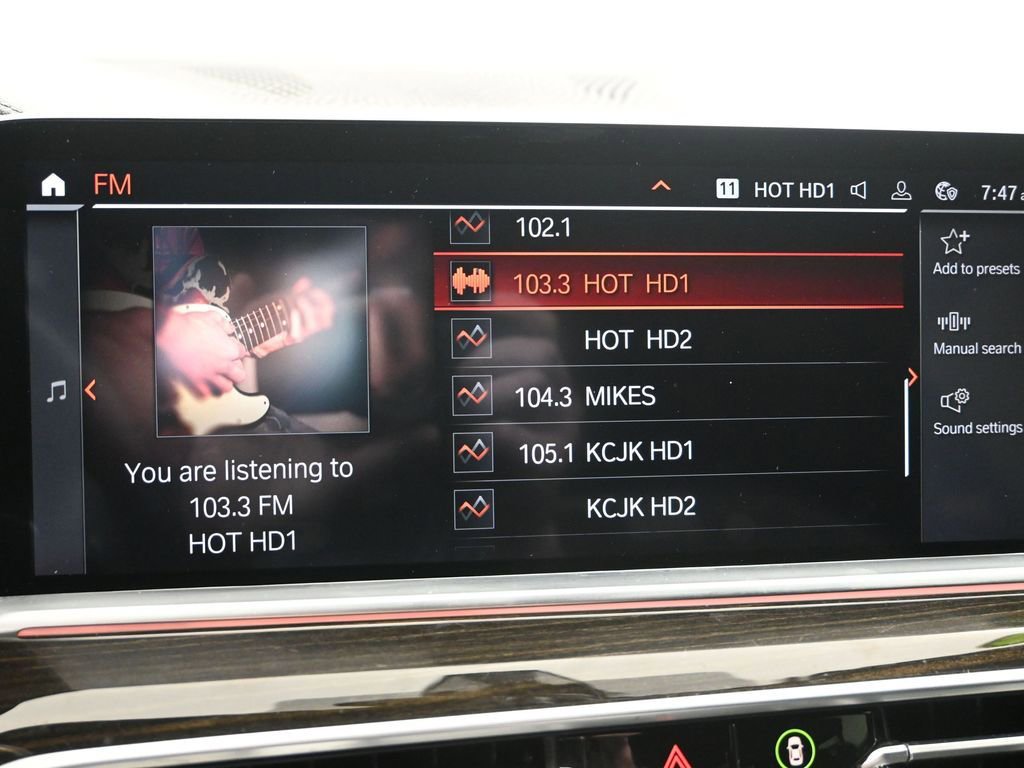 FM
11 HOT HD1 7:47
102.1
103.3 HOT HD1
HOT HD2
104.3 MIKES
105.1 KCJK HD1
KCJK HD2
You are listening to
103.3 FM
HOT HD1
Add to presets
Manual search
Sound settings